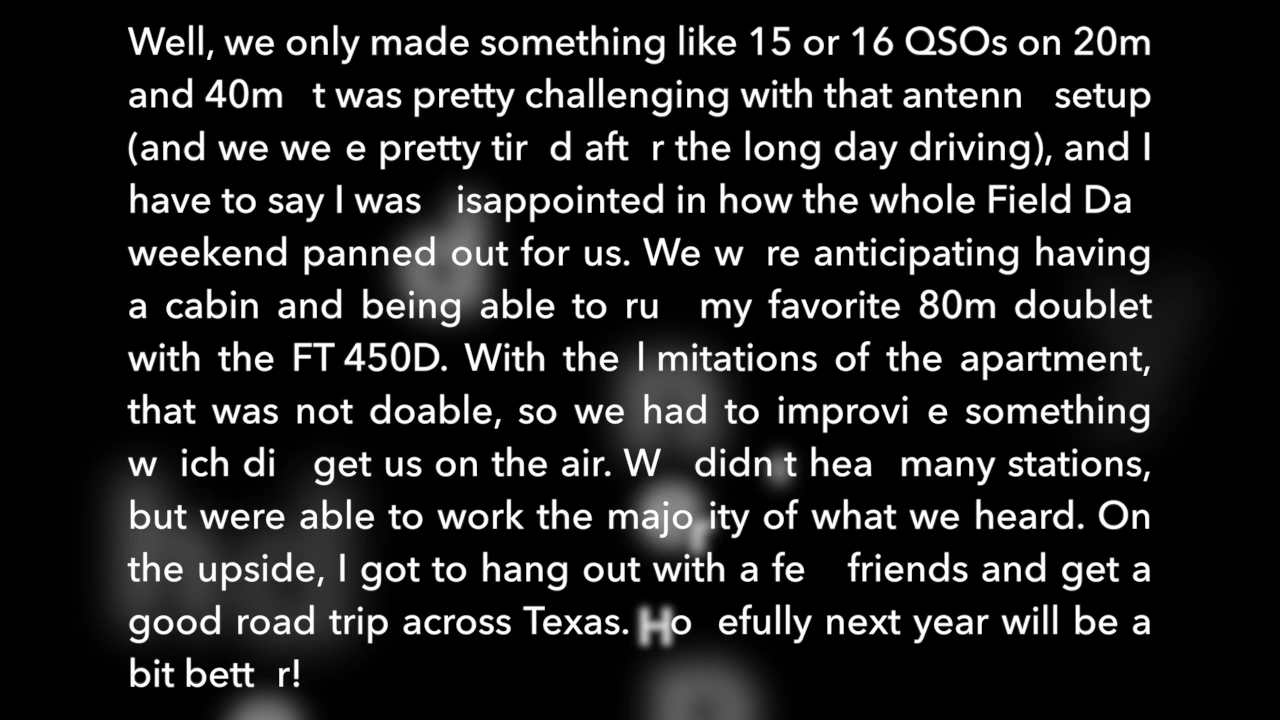 Well, we only made something like 15 or 16 QSOs on 20m
and 40m t was pretty challenging with that antenn setup
(and we we e pretty tir d aft r the long day driving), and I
have to say I was isappointed in how the whole Field Da
weekend panned out for us. We w re anticipating having
a cabin and being able to ru my favorite 80m doublet
with the FT 450D. With the l mitations of the apartment,
that was not doable, so we had to improvi e something
w ich di get us on the air. W didn t hea many stations,
but were able to work the majo ity of what we heard. On
the upside, I got to hang out with a fe friends and get a
good road trip across Texas. Ho efully next year will be a
bit bett r!